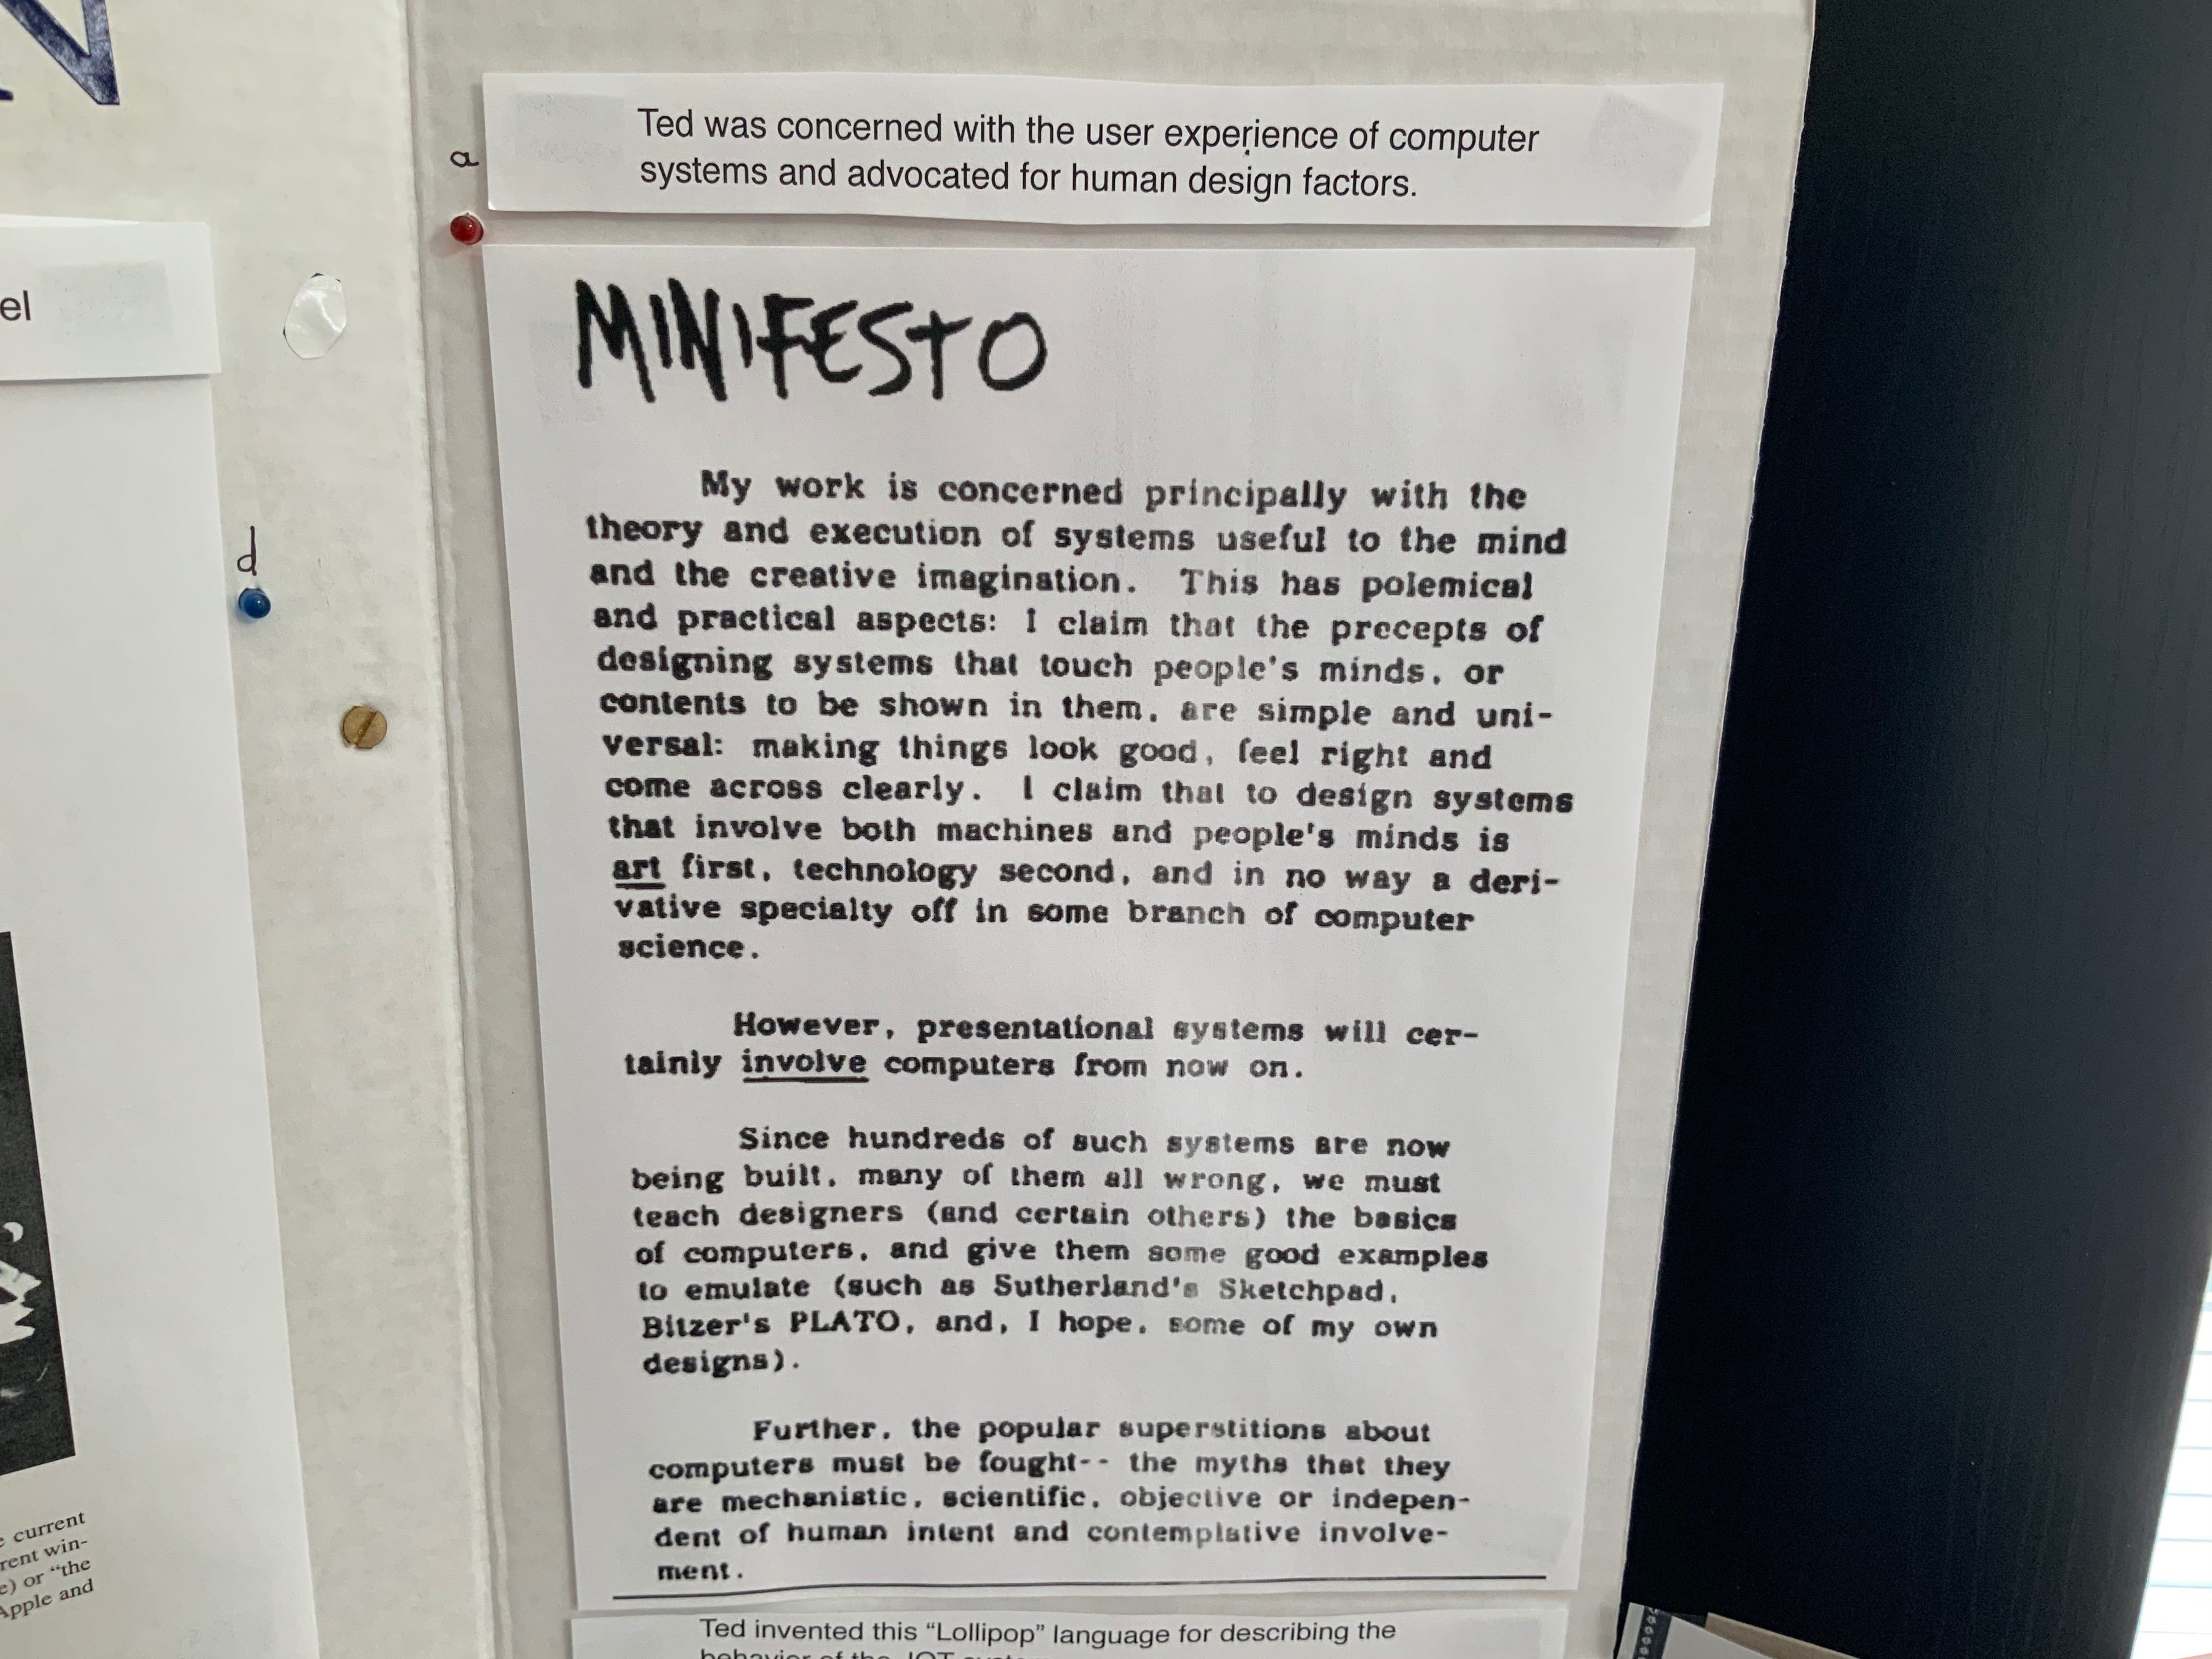 N
el
d
current
rent win-
e) or “the
Apple and
a
Ted was concerned with the user experience of computer
systems and advocated for human design factors.
MINIFESTO
My work is concerned principally with the
theory and execution of systems useful to the mind
and the creative imagination. This has polemical
and practical aspects: I claim that the precepts of
designing systems that touch people's minds, or
contents to be shown in them, are simple and uni-
versal: making things look good, feel right and
come across clearly. I claim that to design systems
that involve both machines and people's minds is
art first, technology second, and in no way a deri-
vative specialty off in some branch of computer
science.
However, presentational systems will cer-
tainly involve computers from now on.
Since hundreds of such systems are now
being built, many of them all wrong, we must
teach designers (and certain others) the basics
of computers, and give them some good examples
to emulate (such as Sutherland's Sketchpad,
Bitzer's PLATO, and, I hope, some of my own
designs).
Further, the popular superstitions about
computers must be fought-- the myths that they
are mechanistic, scientific, objective or indepen-
dent of human intent and contemplative involve-
ment.
Ted invented this “Lollipop” language for describing the